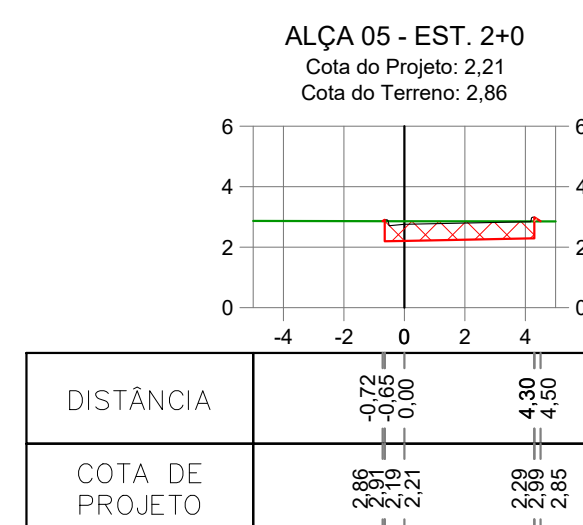 ALÇA 05 - EST. 2+0
Cota do Projeto: 2,21
Cota do Terreno: 2,86
6 6
4 4
2 2
0 0
-4 -2 0 2 4
DISTÂNCIA -0,72 -0,65 0,00 4,30 4,50
COTA DE PROJETO 2,86 2,91 2,19 2,21 2,29 2,99 2,85